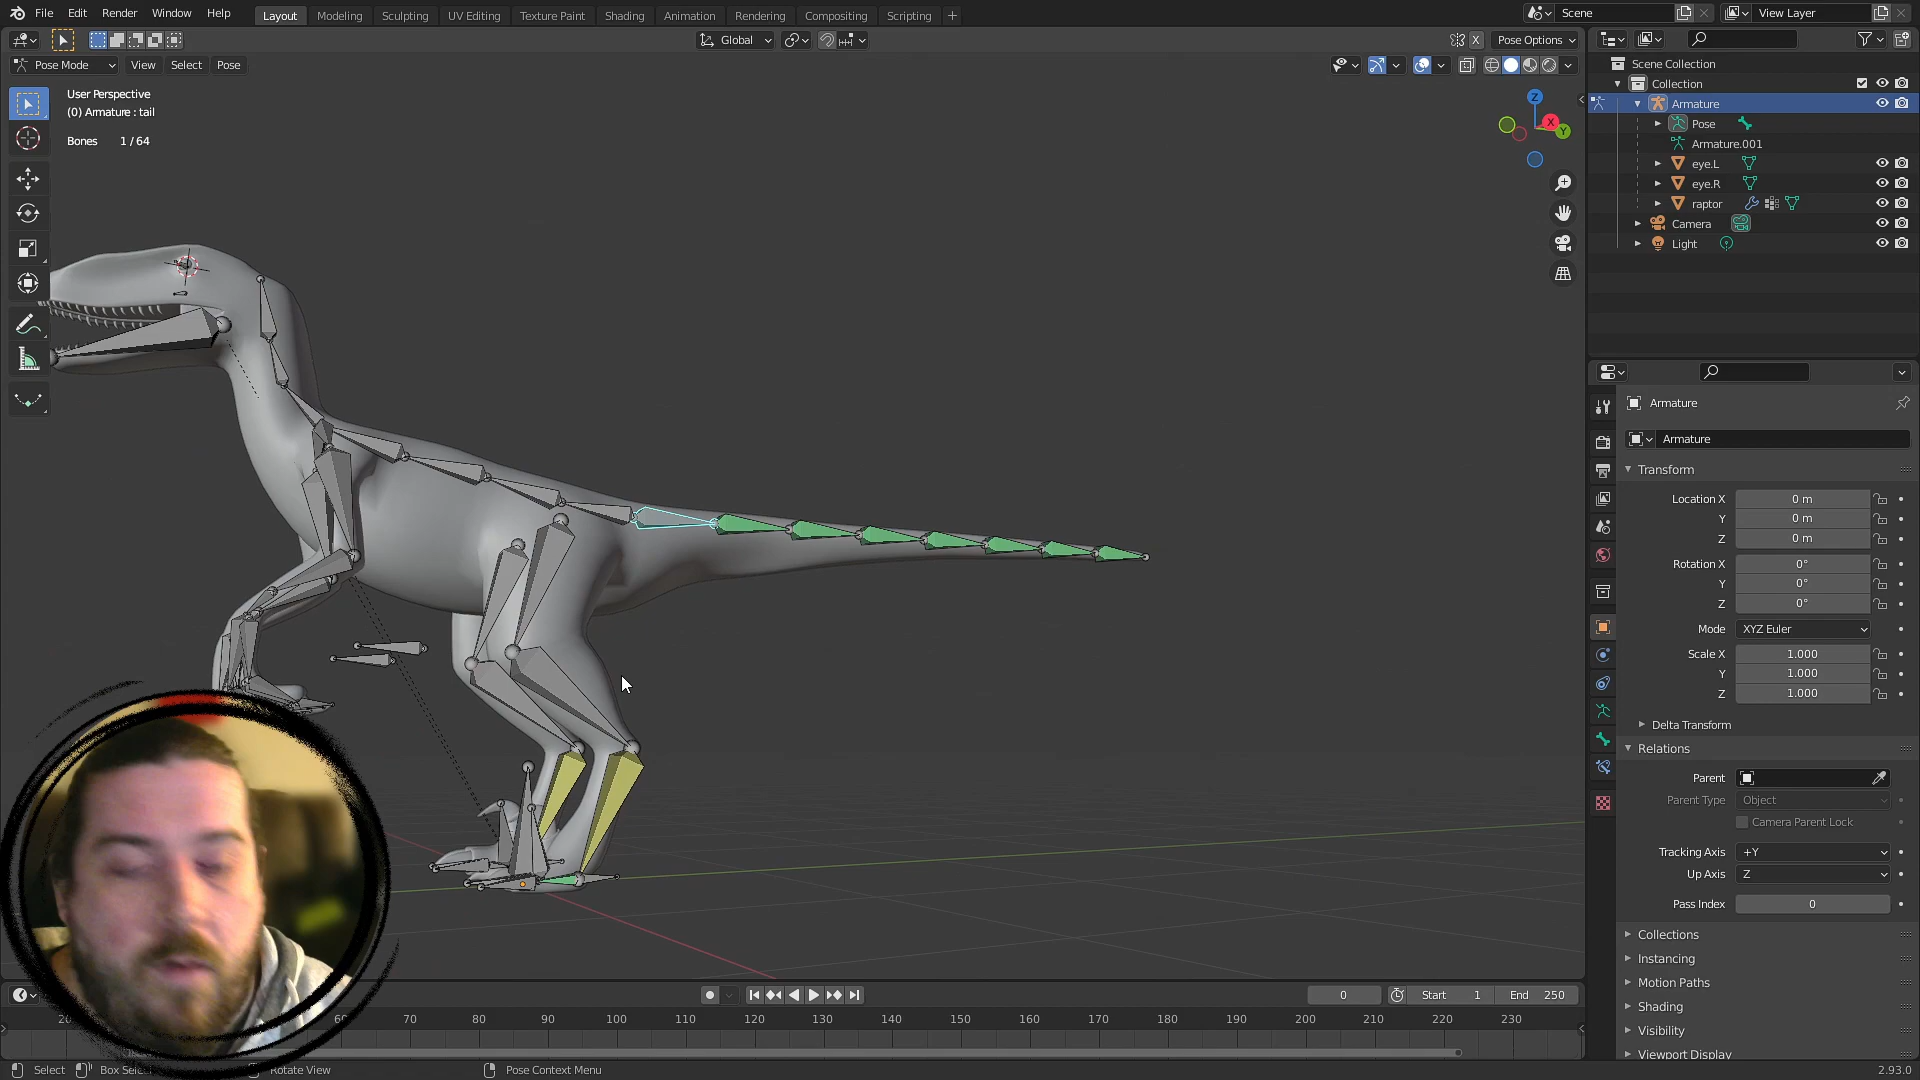 File Edit Render Window Help
Layout Modeling Sculpting UV Editing Texture Paint Shading Animation Rendering Compositing Scripting +
Scene
View Layer
Global
X Pose Options
Pose Mode View Select Pose
User Perspective
(0) Armature : tail
Bones 1 / 64
Z
X
Y
Scene Collection
Collection
Armature
Pose
Armature.001
eye.L
eye.R
raptor
Camera
Light
Armature
Armature
Transform
Location X 0 m
Y 0 m
Z 0 m
Rotation X 0°
Y 0°
Z 0°
Mode XYZ Euler
Scale X 1.000
Y 1.000
Z 1.000
Delta Transform
Relations
Parent
Parent Type Object
Camera Parent Lock
Tracking Axis +Y
Up Axis Z
Pass Index 0
Collections
Instancing
Motion Paths
Shading
Visibility
Viewport Display
0 Start 1 End 250
20 60 70 80 90 100 110 120 130 140 150 160 170 180 190 200 210 220 230
Select Box Selec Rotate View Pose Context Menu 2.93.0